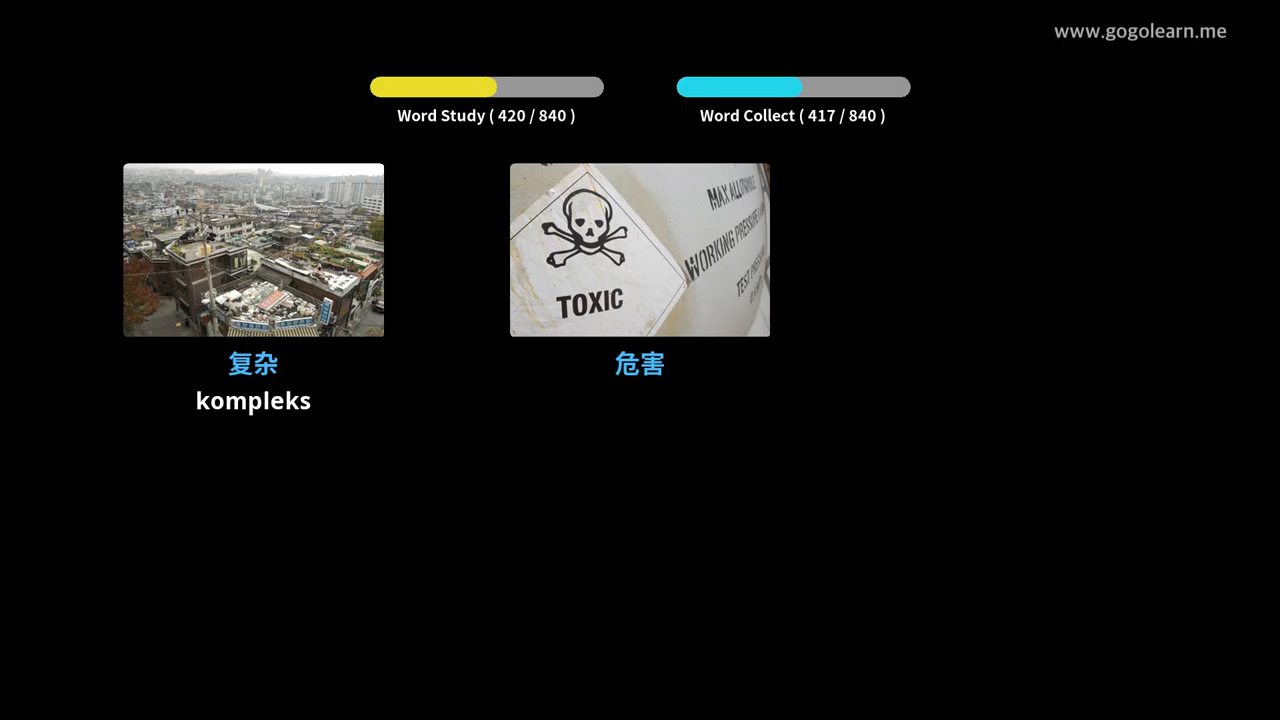 www.gogolearn.me
Word Study ( 420 / 840 )
Word Collect ( 417 / 840 )
MAX ALLOWABLE
WORKING PRESSURE
TEST
TOXIC
复杂
危害
kompleks